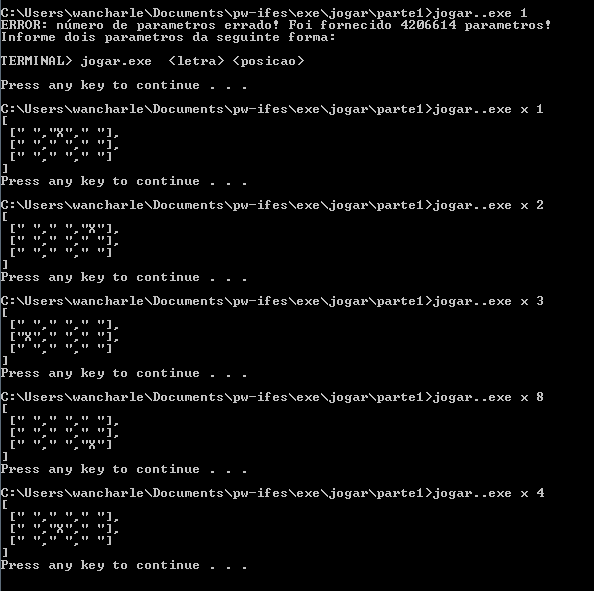 C:\Users\wancharle\Documents\pw-ifes\exe\jogar\parte1>jogar..exe 1
ERROR: número de parametros errado! Foi fornecido 4206614 parametros!
Informe dois parametros da seguinte forma:
TERMINAL> jogar.exe  <letra> <posicao>
Press any key to continue . . .
C:\Users\wancharle\Documents\pw-ifes\exe\jogar\parte1>jogar..exe x 1
[
 [" ","X"," "],
 [" "," "," "],
 [" "," "," "]
]
Press any key to continue . . .
C:\Users\wancharle\Documents\pw-ifes\exe\jogar\parte1>jogar..exe x 2
[
 [" "," ","X"],
 [" "," "," "],
 [" "," "," "]
]
Press any key to continue . . .
C:\Users\wancharle\Documents\pw-ifes\exe\jogar\parte1>jogar..exe x 3
[
 [" "," "," "],
 ["X"," "," "],
 [" "," "," "]
]
Press any key to continue . . .
C:\Users\wancharle\Documents\pw-ifes\exe\jogar\parte1>jogar..exe x 8
[
 [" "," "," "],
 [" "," "," "],
 [" "," ","X"]
]
Press any key to continue . . .
C:\Users\wancharle\Documents\pw-ifes\exe\jogar\parte1>jogar..exe x 4
[
 [" "," "," "],
 [" ","X"," "],
 [" "," "," "]
]
Press any key to continue . . .